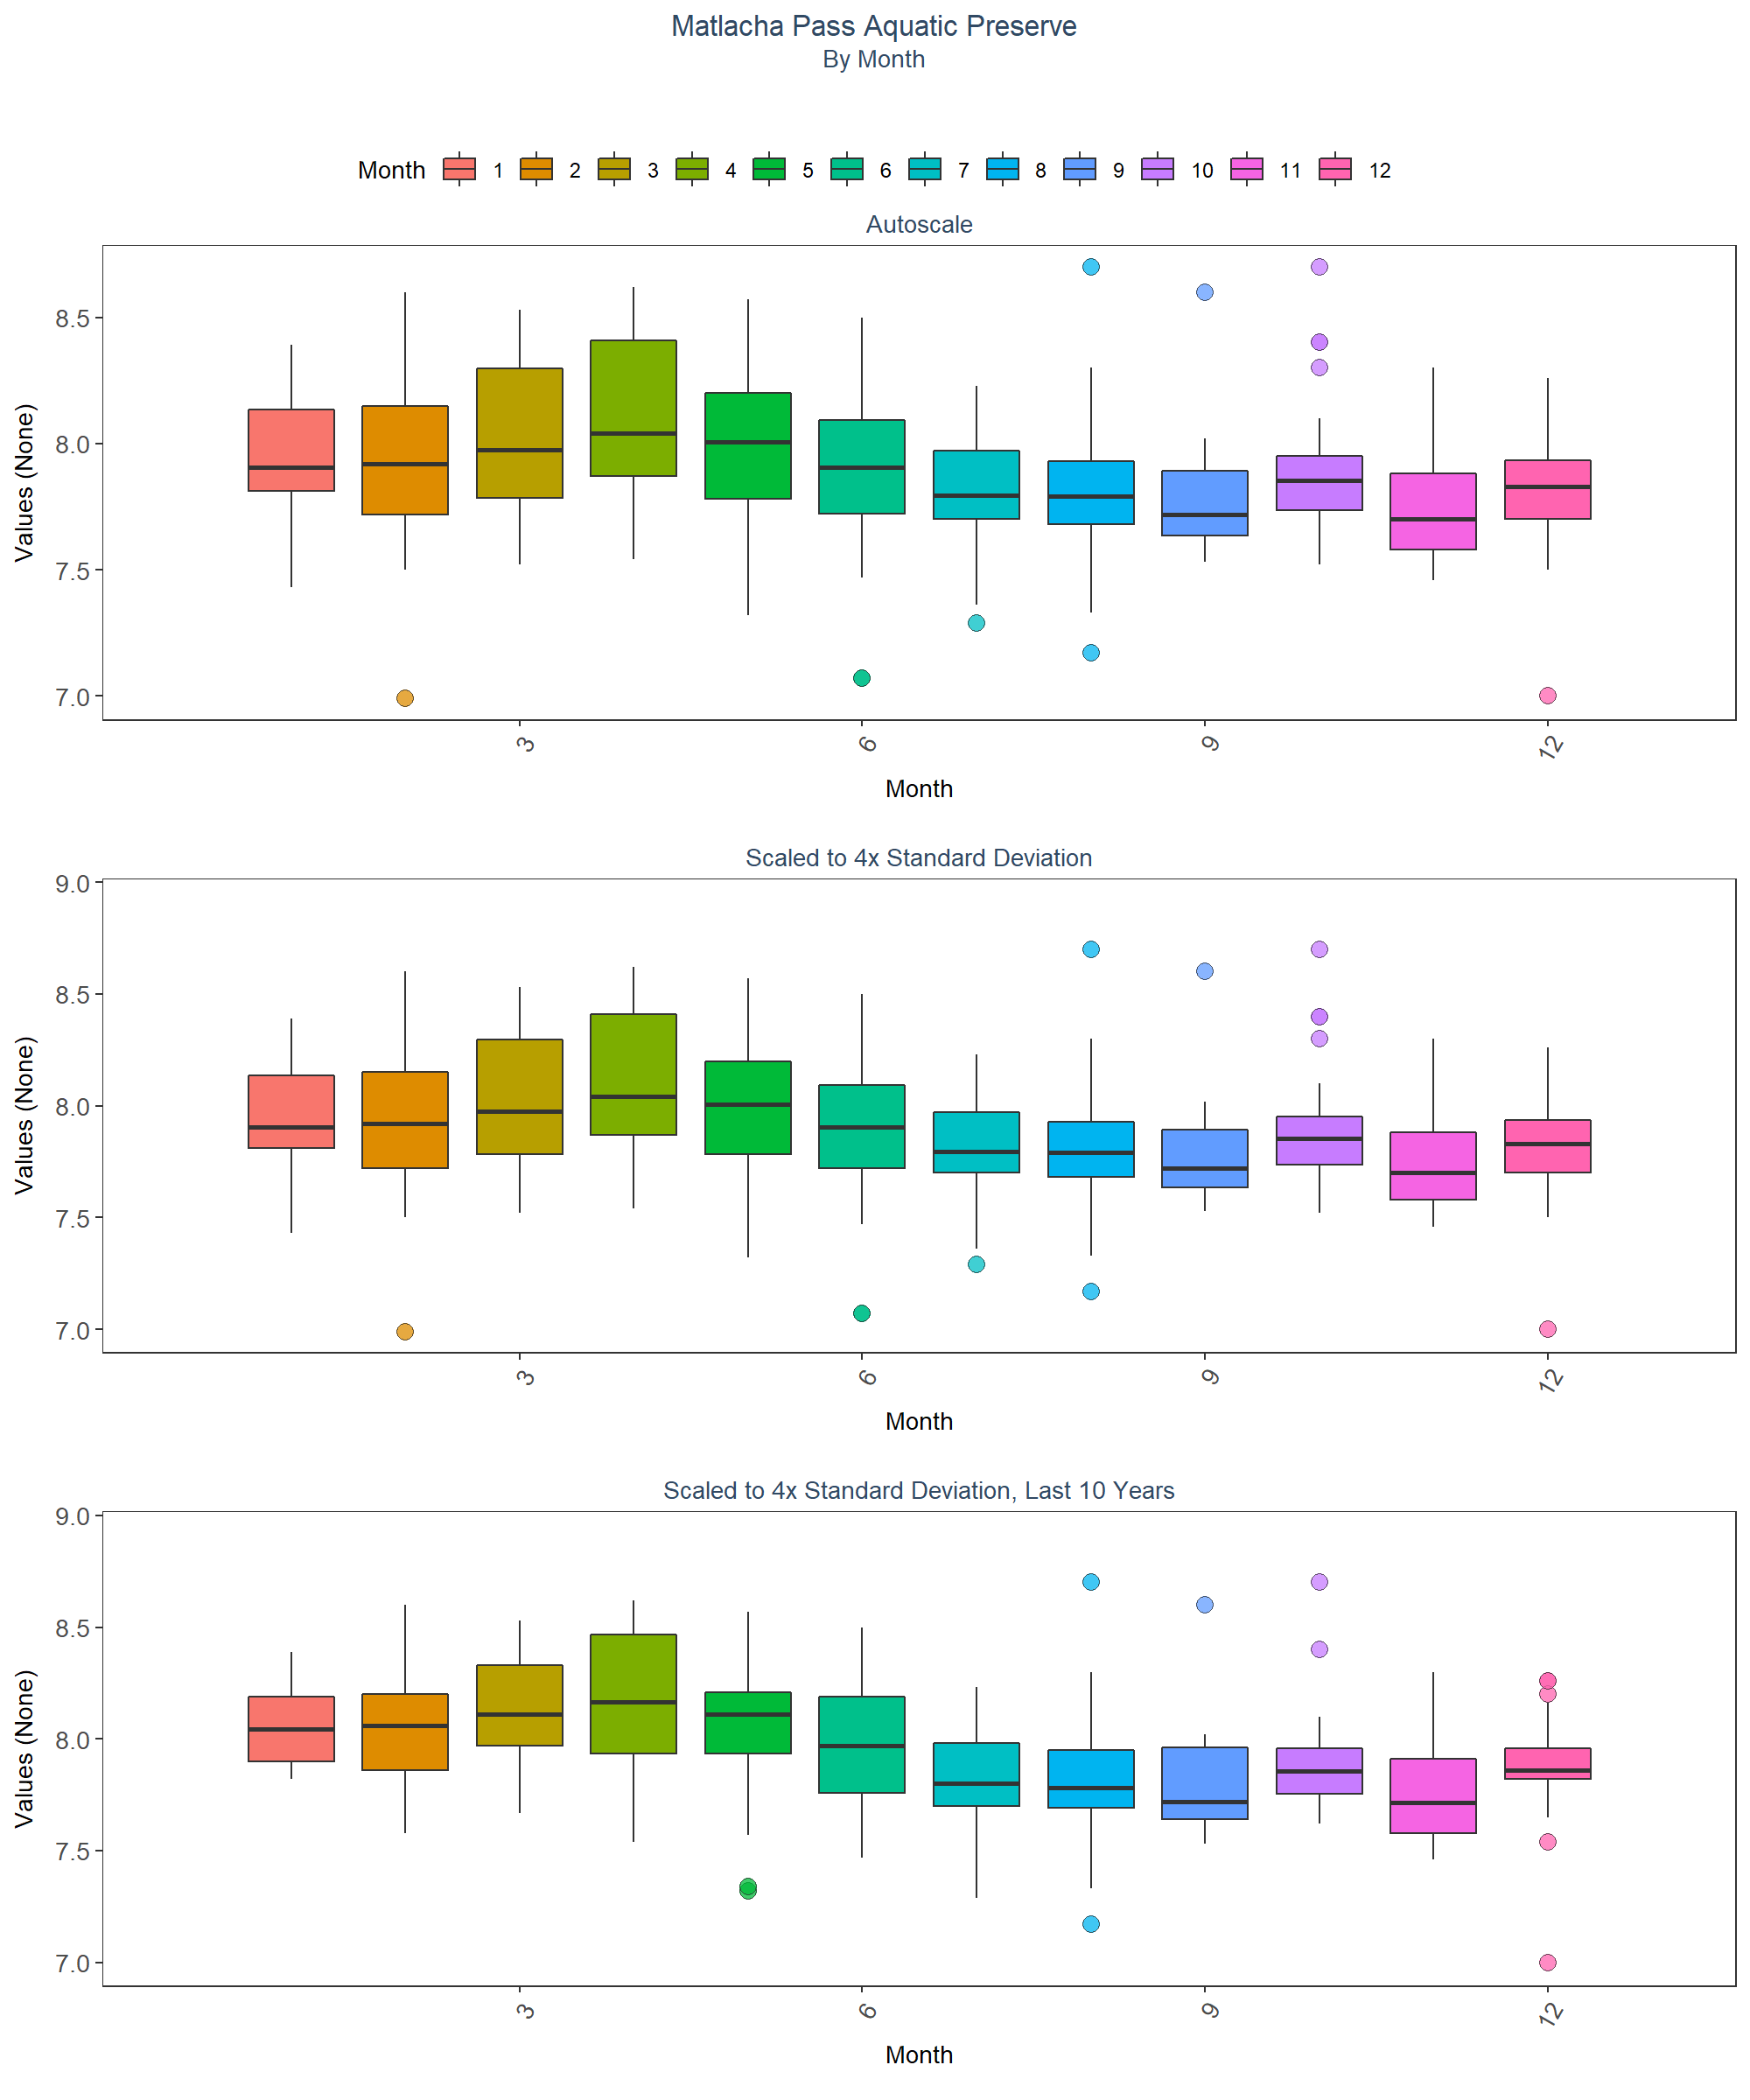 Matlacha Pass Aquatic Preserve
By Month
Month 1 2 3 4 5 6 7 8 9 10 11 12
Autoscale
Values (None)
8.5
8.0
7.5
7.0
3 6 9 12
Month
Scaled to 4x Standard Deviation
Values (None)
9.0
8.5
8.0
7.5
7.0
3 6 9 12
Month
Scaled to 4x Standard Deviation, Last 10 Years
Values (None)
9.0
8.5
8.0
7.5
7.0
3 6 9 12
Month